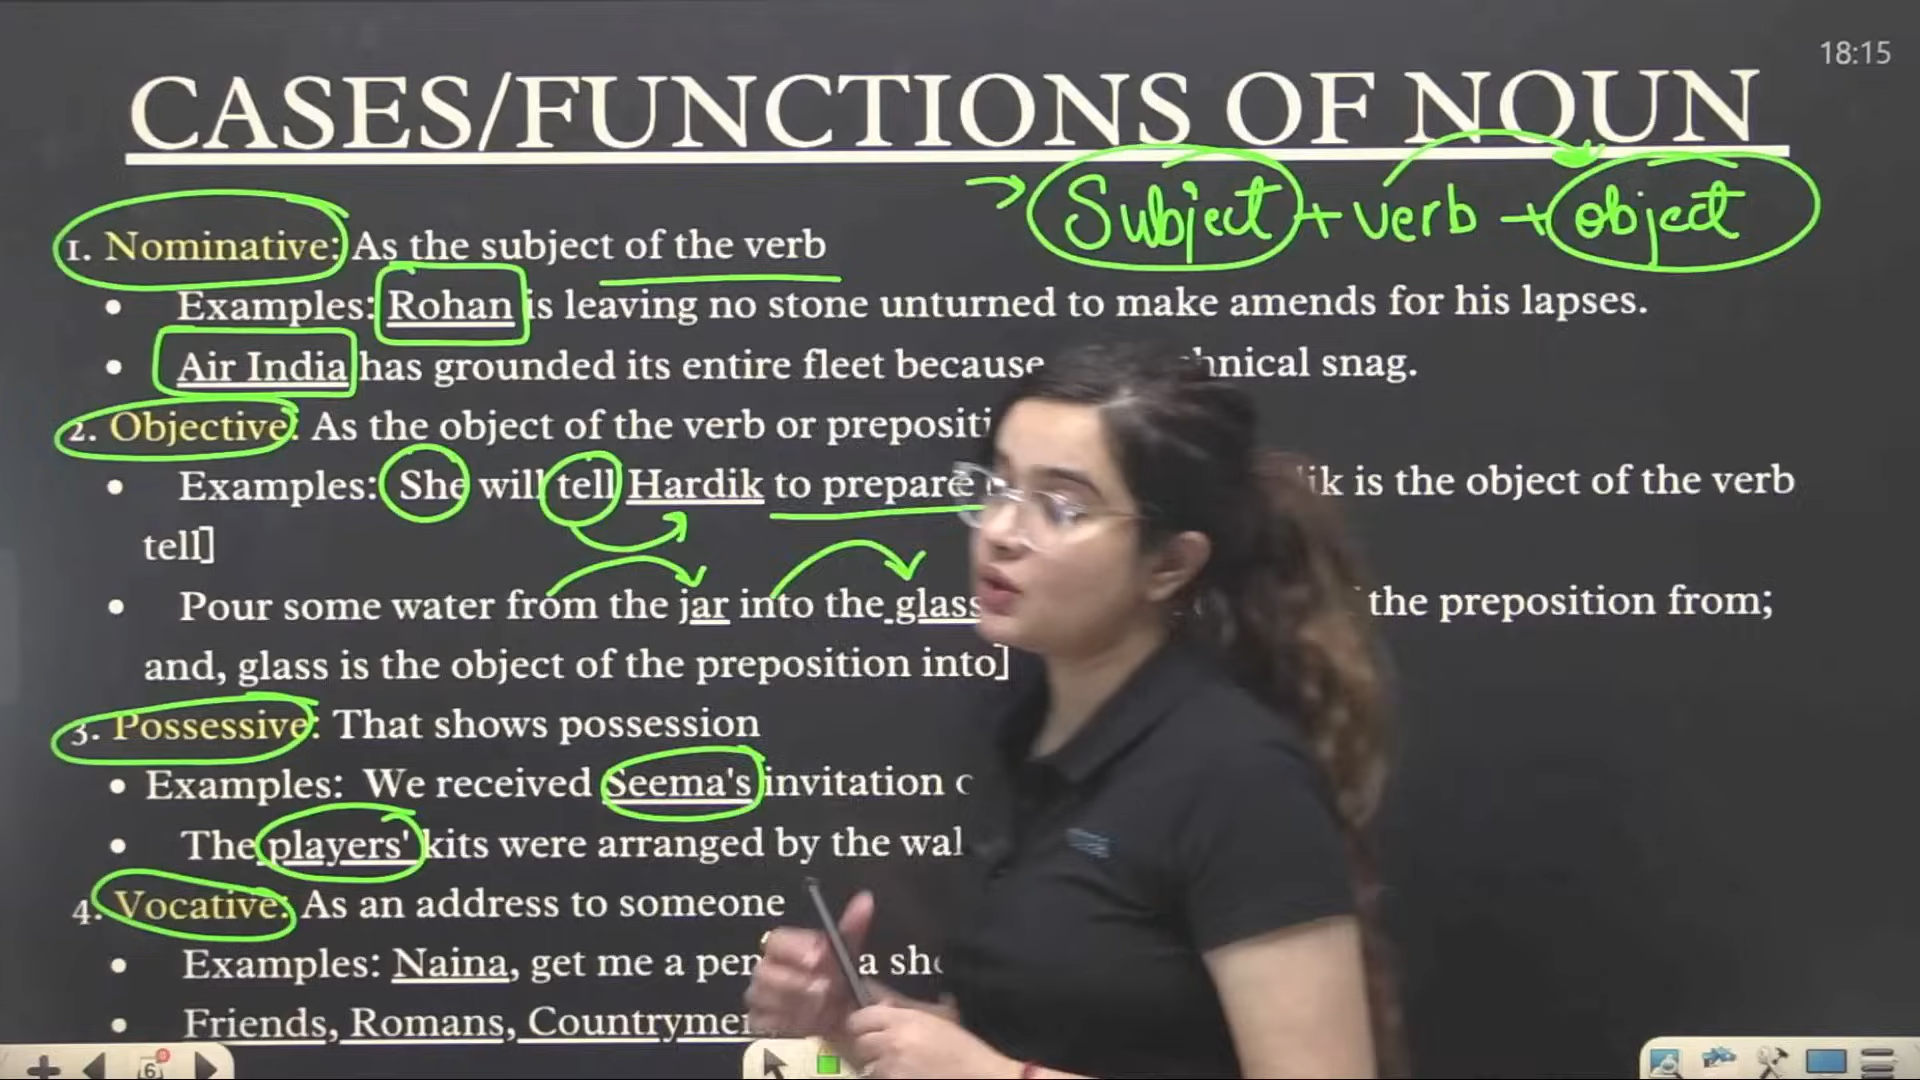 18:15
CASES/FUNCTIONS OF NOUN
Subject + verb + object
1. Nominative: As the subject of the verb
• Examples: Rohan is leaving no stone unturned to make amends for his lapses.
• Air India has grounded its entire fleet because snag.
2. Objective: As the object of the verb or
• Examples: She will tell Hardik to prepare is the object of the verb
tell]
• Pour some water from the jar into the glass the preposition from;
and, glass is the object of the preposition into]
3. Possessive: That shows possession
• Examples: We received Seema's invitation
• The players' kits were arranged by the
4. Vocative: As an address to someone
• Examples: Naina, get me a pen a
• Friends, Romans,
6